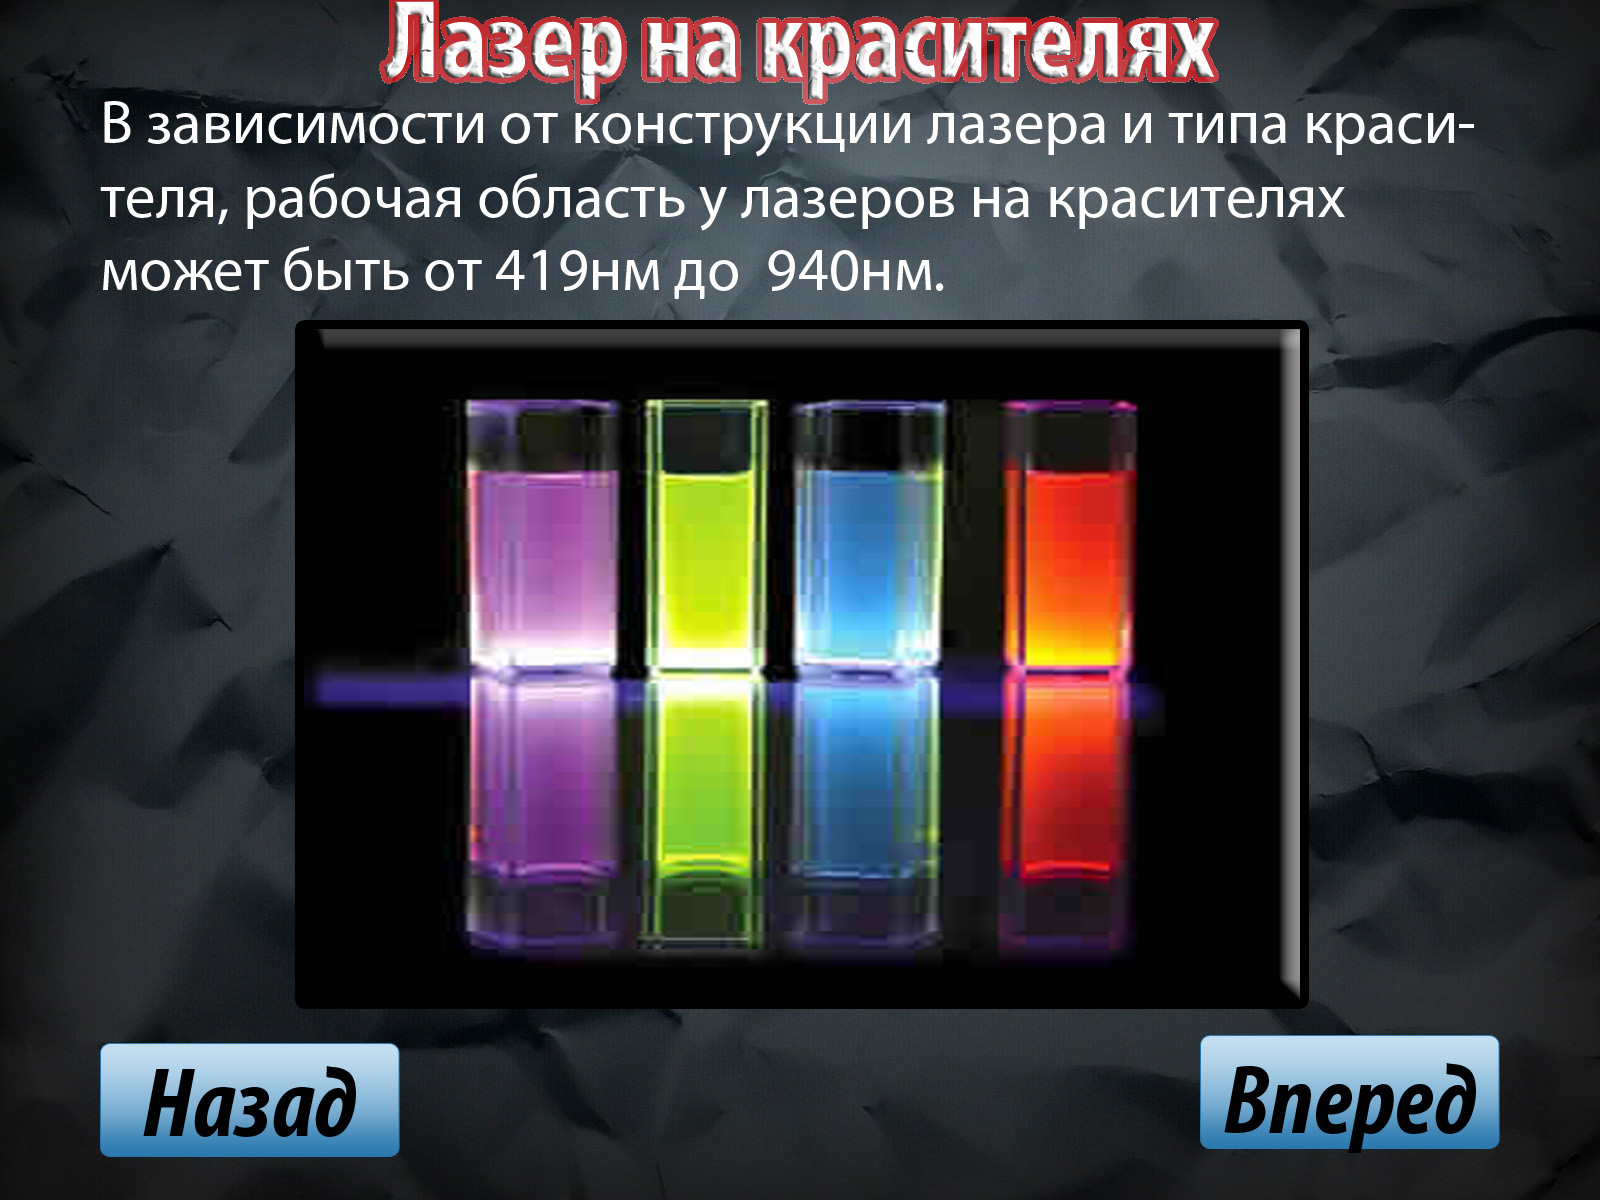 Лазер на красителях
В зависимости от конструкции лазера и типа краси-
теля, рабочая область у лазеров на красителях
может быть от 419нм до  940нм.
Назад
Вперед